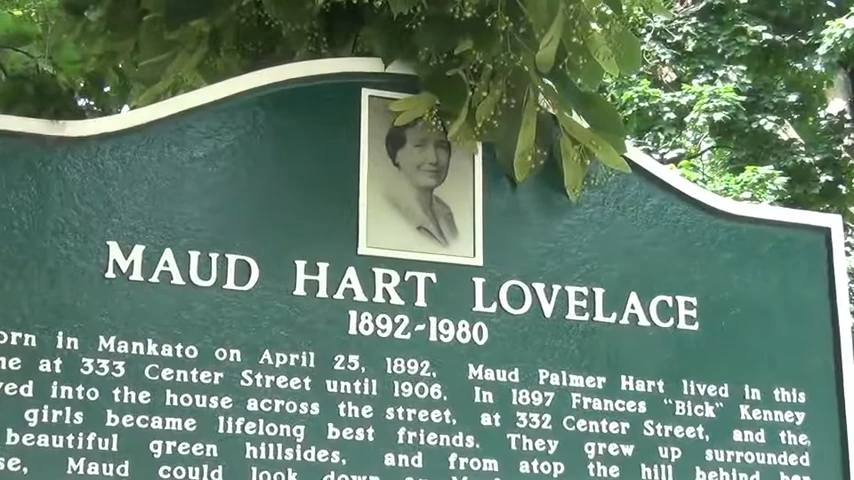 MAUD HART LOVELACE
1892-1980
orn in Mankato on April 25, 1892, Maud Palmer Hart lived in this
me at 333 Center Street until 1906. In 1897 Frances "Bick" Kenney
ved into the house across the street, at 332 Center Street, and the
girls became lifelong best friends. They grew up surrounded
beautiful green hillsides, and from atop the hill behind her
se, Maud could look down